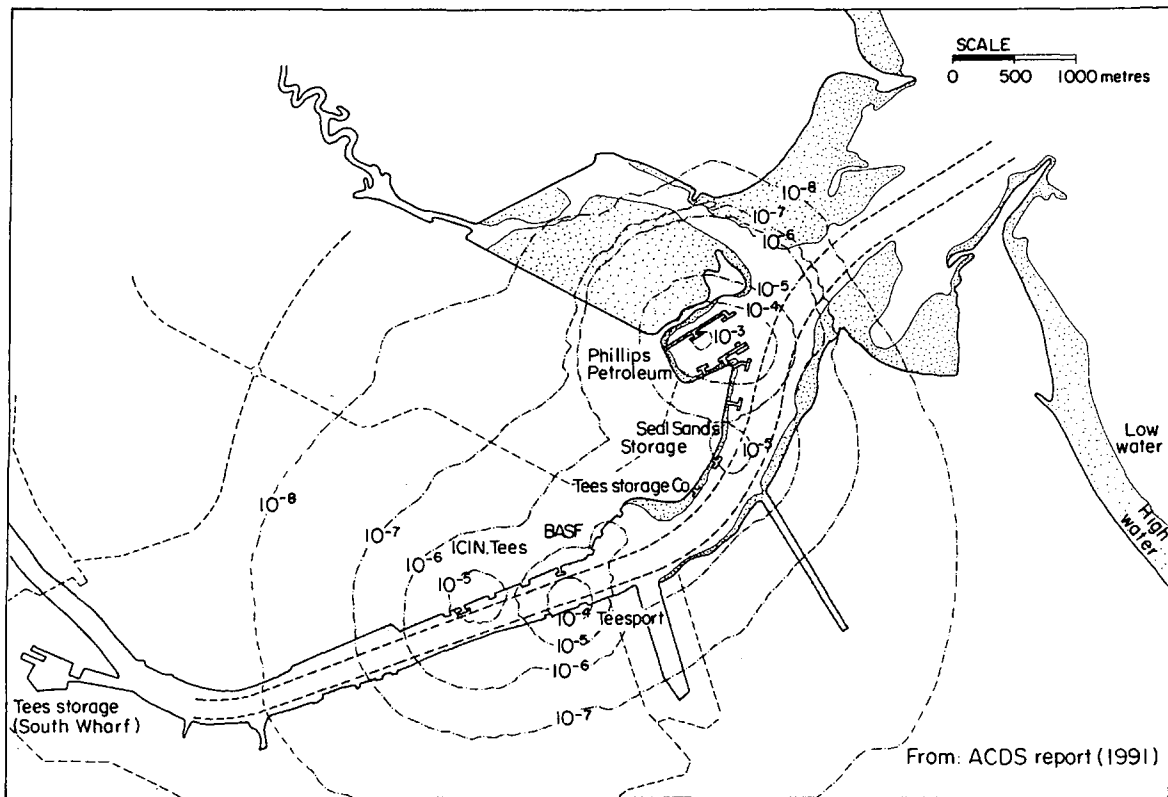 SCALE
0 500 1000 metres
10⁻⁸
10⁻⁷
10⁻⁶
10⁻⁵
10⁻⁴x
10⁻³
Phillips
Petroleum
Seal Sands
Storage
10⁻⁵
Tees storage Co.
Low
water
High
water
10⁻⁸
10⁻⁷
BASF
ICIN.Tees
10⁻⁶
10⁻⁵
10⁻⁴
Teesport
10⁻⁵
10⁻⁶
10⁻⁷
Tees storage
(South Wharf)
From: ACDS report (1991)